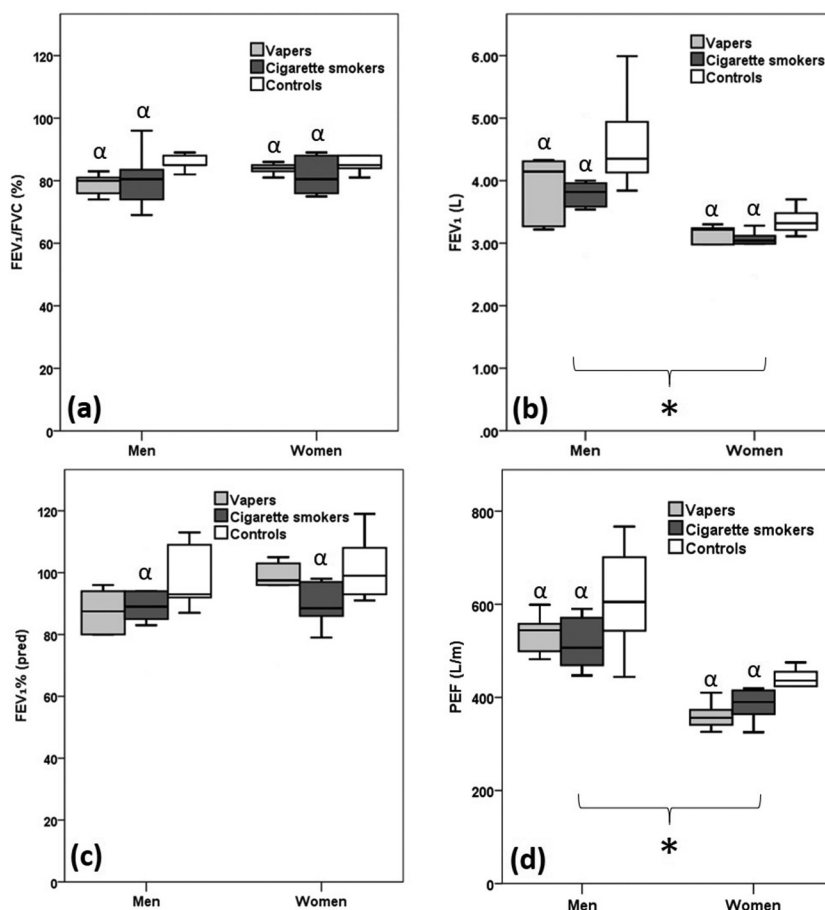 120
100
80
60
40
20
0
FEV₁/FVC (%)
Vapers
Cigarette smokers
Controls
α
α
α
α
(a)
Men
Women
6.00
5.00
4.00
3.00
2.00
1.00
.00
FEV₁ (L)
Vapers
Cigarette smokers
Controls
α
α
α
α
*
(b)
Men
Women
120
100
80
60
40
20
0
FEV₁% (pred)
Vapers
Cigarette smokers
Controls
α
α
(c)
Men
Women
800
600
400
200
0
PEF (L/m)
Vapers
Cigarette smokers
Controls
α
α
α
α
*
(d)
Men
Women